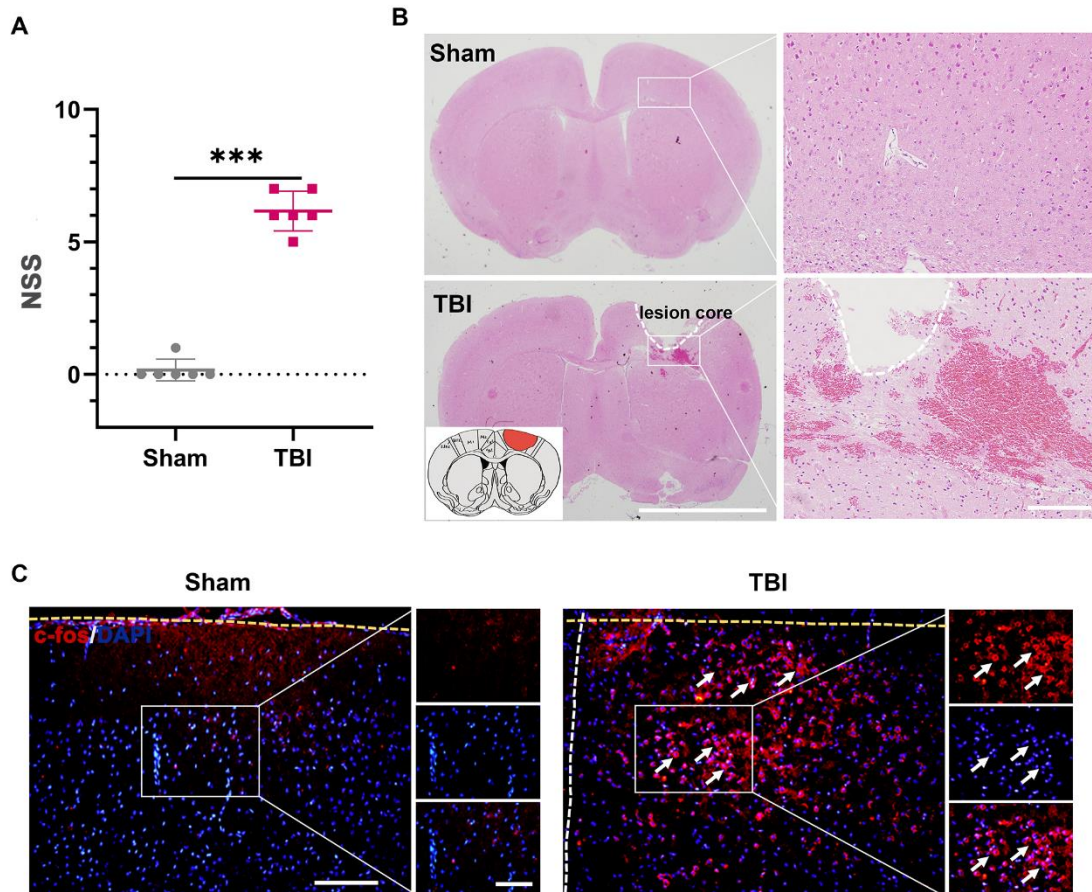 A
NSS
10
5
0
***
Sham
TBI
B
Sham
TBI
lesion core
C
Sham
TBI
c-fos/DAPI